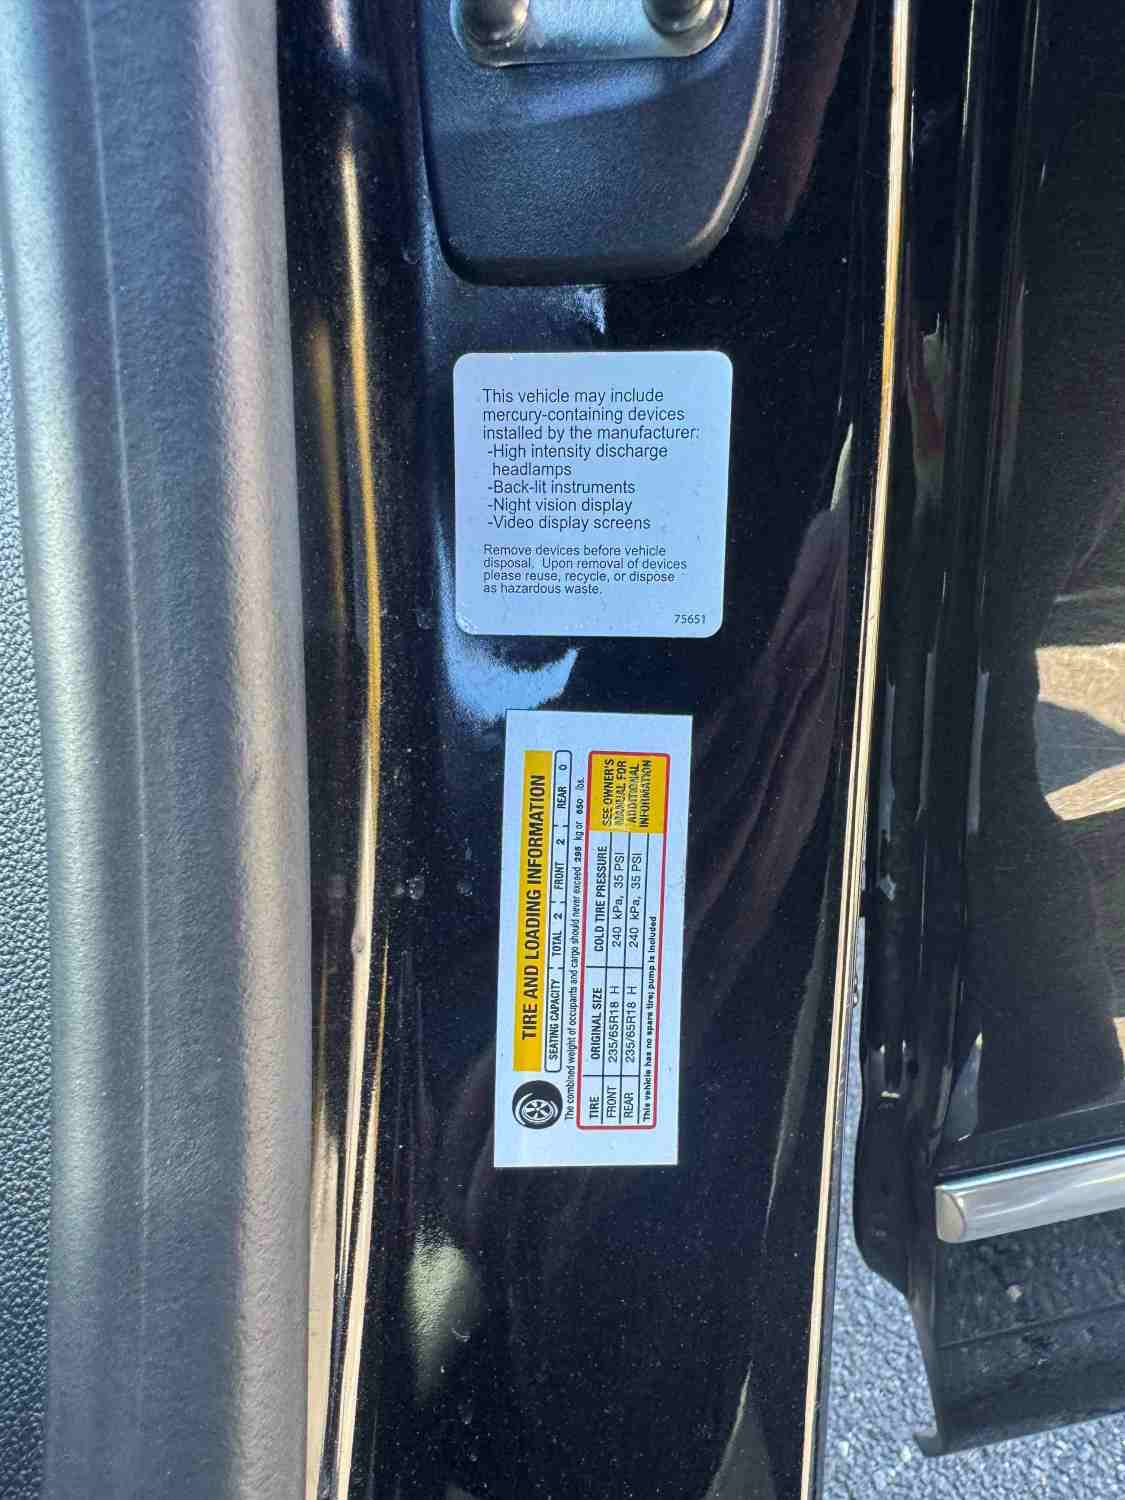 This vehicle may include
mercury-containing devices
installed by the manufacturer:
-High intensity discharge
headlamps
-Back-lit instruments
-Night vision display
-Video display screens
Remove devices before vehicle
disposal. Upon removal of devices
please reuse, recycle, or dispose
as hazardous waste.
75651
TIRE AND LOADING INFORMATION
SEATING CAPACITY TOTAL 2 FRONT 2 REAR 0
The combined weight of occupants and cargo should never exceed 295 kg or 650 lbs.
TIRE ORIGINAL SIZE COLD TIRE PRESSURE
FRONT 235/65R18 H 240 kPa, 35 PSI
REAR 235/65R18 H 240 kPa, 35 PSI
This vehicle has no spare tire; pump is included
SEE OWNER'S
MANUAL FOR
ADDITIONAL
INFORMATION